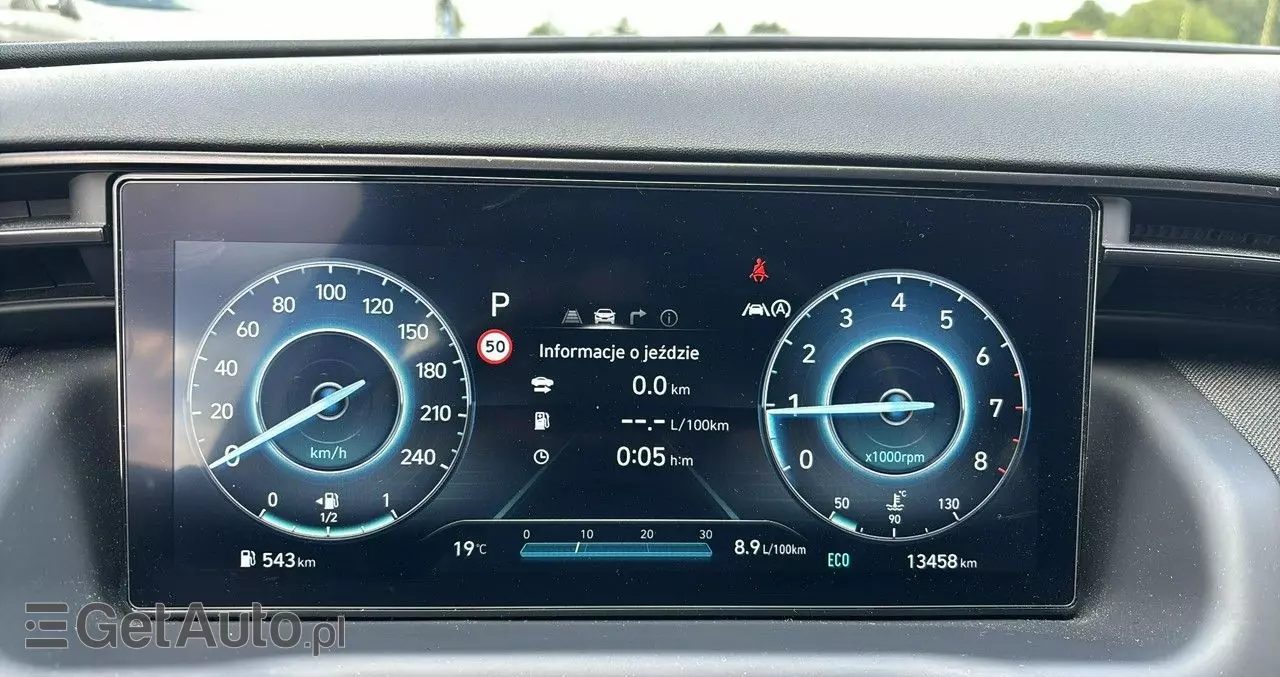 100
80
120
60
150
40
180
20
210
0
240
km/h
0
1
1/2
543 km
P
50
Informacje o jeździe
0.0 km
--.- L/100km
0:05 h:m
0 10 20 30
19 °C
8.9 L/100km
A
4
3
5
2
6
1
7
0
8
x1000rpm
50
°C
130
90
ECO
13458 km
GetAuto.pl